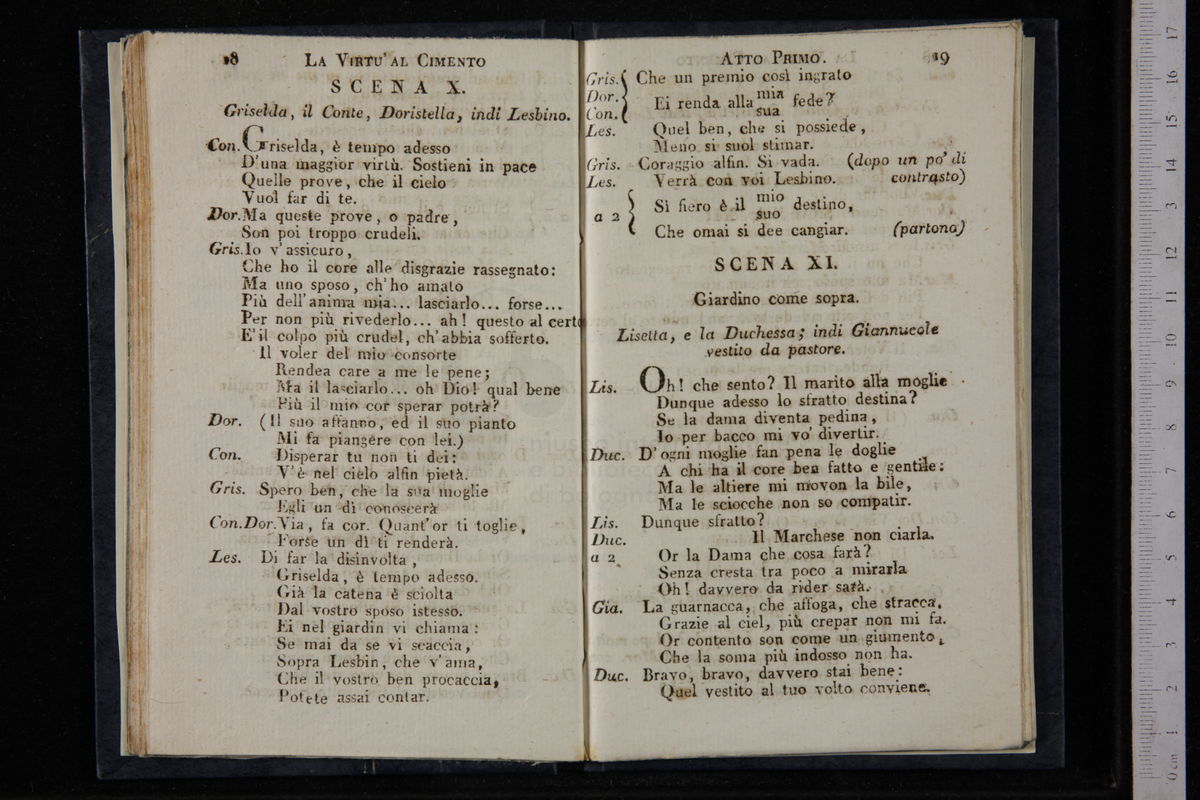 18 LA VIRTU' AL CIMENTO
SCENA X.
Griselda, il Conte, Doristella, indi Lesbino.
Con. Griselda, è tempo adesso
D'una maggior virtù. Sostieni in pace
Quelle prove, che il cielo
Vuol far di te.
Dor. Ma queste prove, o padre,
Son poi troppo crudeli.
Gris. Io v'assicuro,
Che ho il core alle disgrazie rassegnato:
Ma uno sposo, ch'ho amato
Più dell'anima mia... lasciarlo... forse...
Per non più rivederlo... ah! questo al certo
E' il colpo più crudel, ch'abbia sofferto.
Il voler del mio consorte
Rendea care a me le pene;
Ma il lasciarlo... oh Dio! qual bene
Più il mio cor sperar potrà?
Dor. (Il suo affanno, ed il suo pianto
Mi fa piangere con lei.)
Con. Disperar tu non ti dei:
V'è nel cielo alfin pietà.
Gris. Spero ben, che la sua moglie
Egli un dì conoscerà
Con. Dor. Via, fa cor. Quant'or ti toglie,
Forse un dì ti renderà.
Les. Di far la disinvolta,
Griselda, è tempo adesso.
Già la catena è sciolta
Dal vostro sposo istesso.
Ei nel giardin vi chiama:
Se mai da se vi scaccia,
Sopra Lesbin, che v'ama,
Che il vostro ben procaccia,
Potete assai contar.
ATTO PRIMO. 19
Gris. Che un premio così ingrato
Dor. Ei renda alla mia fede?
Con. sua
Les. Quel ben, che si possiede,
Meno si suol stimar.
Gris. Coraggio alfin. Si vada. (dopo un po' di
Les. Verrà con voi Lesbino. contrasto)
a 2 Sì fiero è il mio destino,
suo
Che omai si dee cangiar. (partono)
SCENA XI.
Giardino come sopra.
Lisetta, e la Duchessa; indi Giannucole
vestito da pastore.
Lis. Oh! che sento? Il marito alla moglie
Dunque adesso lo sfratto destina?
Se la dama diventa pedina,
Io per bacco mi vo' divertir.
Duc. D'ogni moglie fan pena le doglie
A chi ha il core ben fatto e gentile:
Ma le altiere mi movon la bile,
Ma le sciocche non so compatir.
Lis. Dunque sfratto?
Duc. Il Marchese non ciarla.
a 2 Or la Dama che cosa farà?
Senza cresta tra poco a mirarla
Oh! davvero da rider sarà.
Gia. La guarnacca, che affoga, che stracca,
Grazie al ciel, più crepar non mi fa.
Or contento son come un giumento,
Che la soma più indosso non ha.
Duc. Bravo, bravo, davvero stai bene:
Quel vestito al tuo volto conviene.